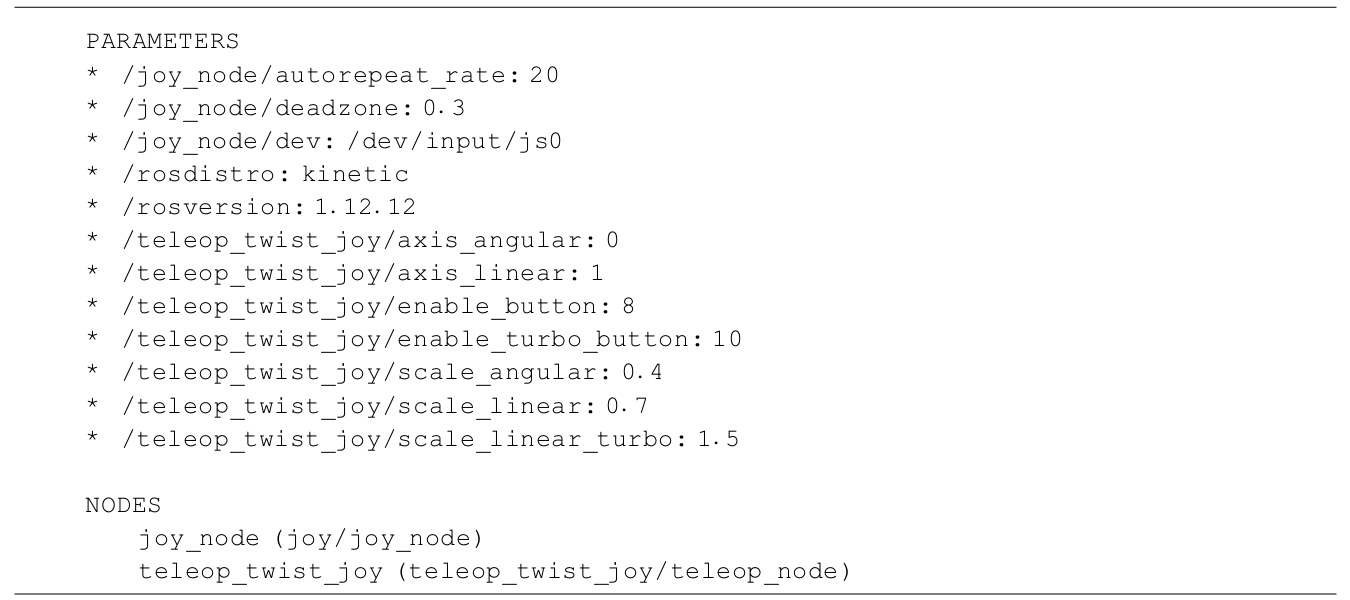 PARAMETERS
* /joy_node/autorepeat_rate: 20
* /joy_node/deadzone: 0.3
* /joy_node/dev: /dev/input/js0
* /rosdistro: kinetic
* /rosversion: 1.12.12
* /teleop_twist_joy/axis_angular: 0
* /teleop_twist_joy/axis_linear: 1
* /teleop_twist_joy/enable_button: 8
* /teleop_twist_joy/enable_turbo_button: 10
* /teleop_twist_joy/scale_angular: 0.4
* /teleop_twist_joy/scale_linear: 0.7
* /teleop_twist_joy/scale_linear_turbo: 1.5
NODES
joy_node (joy/joy_node)
teleop_twist_joy (teleop_twist_joy/teleop_node)